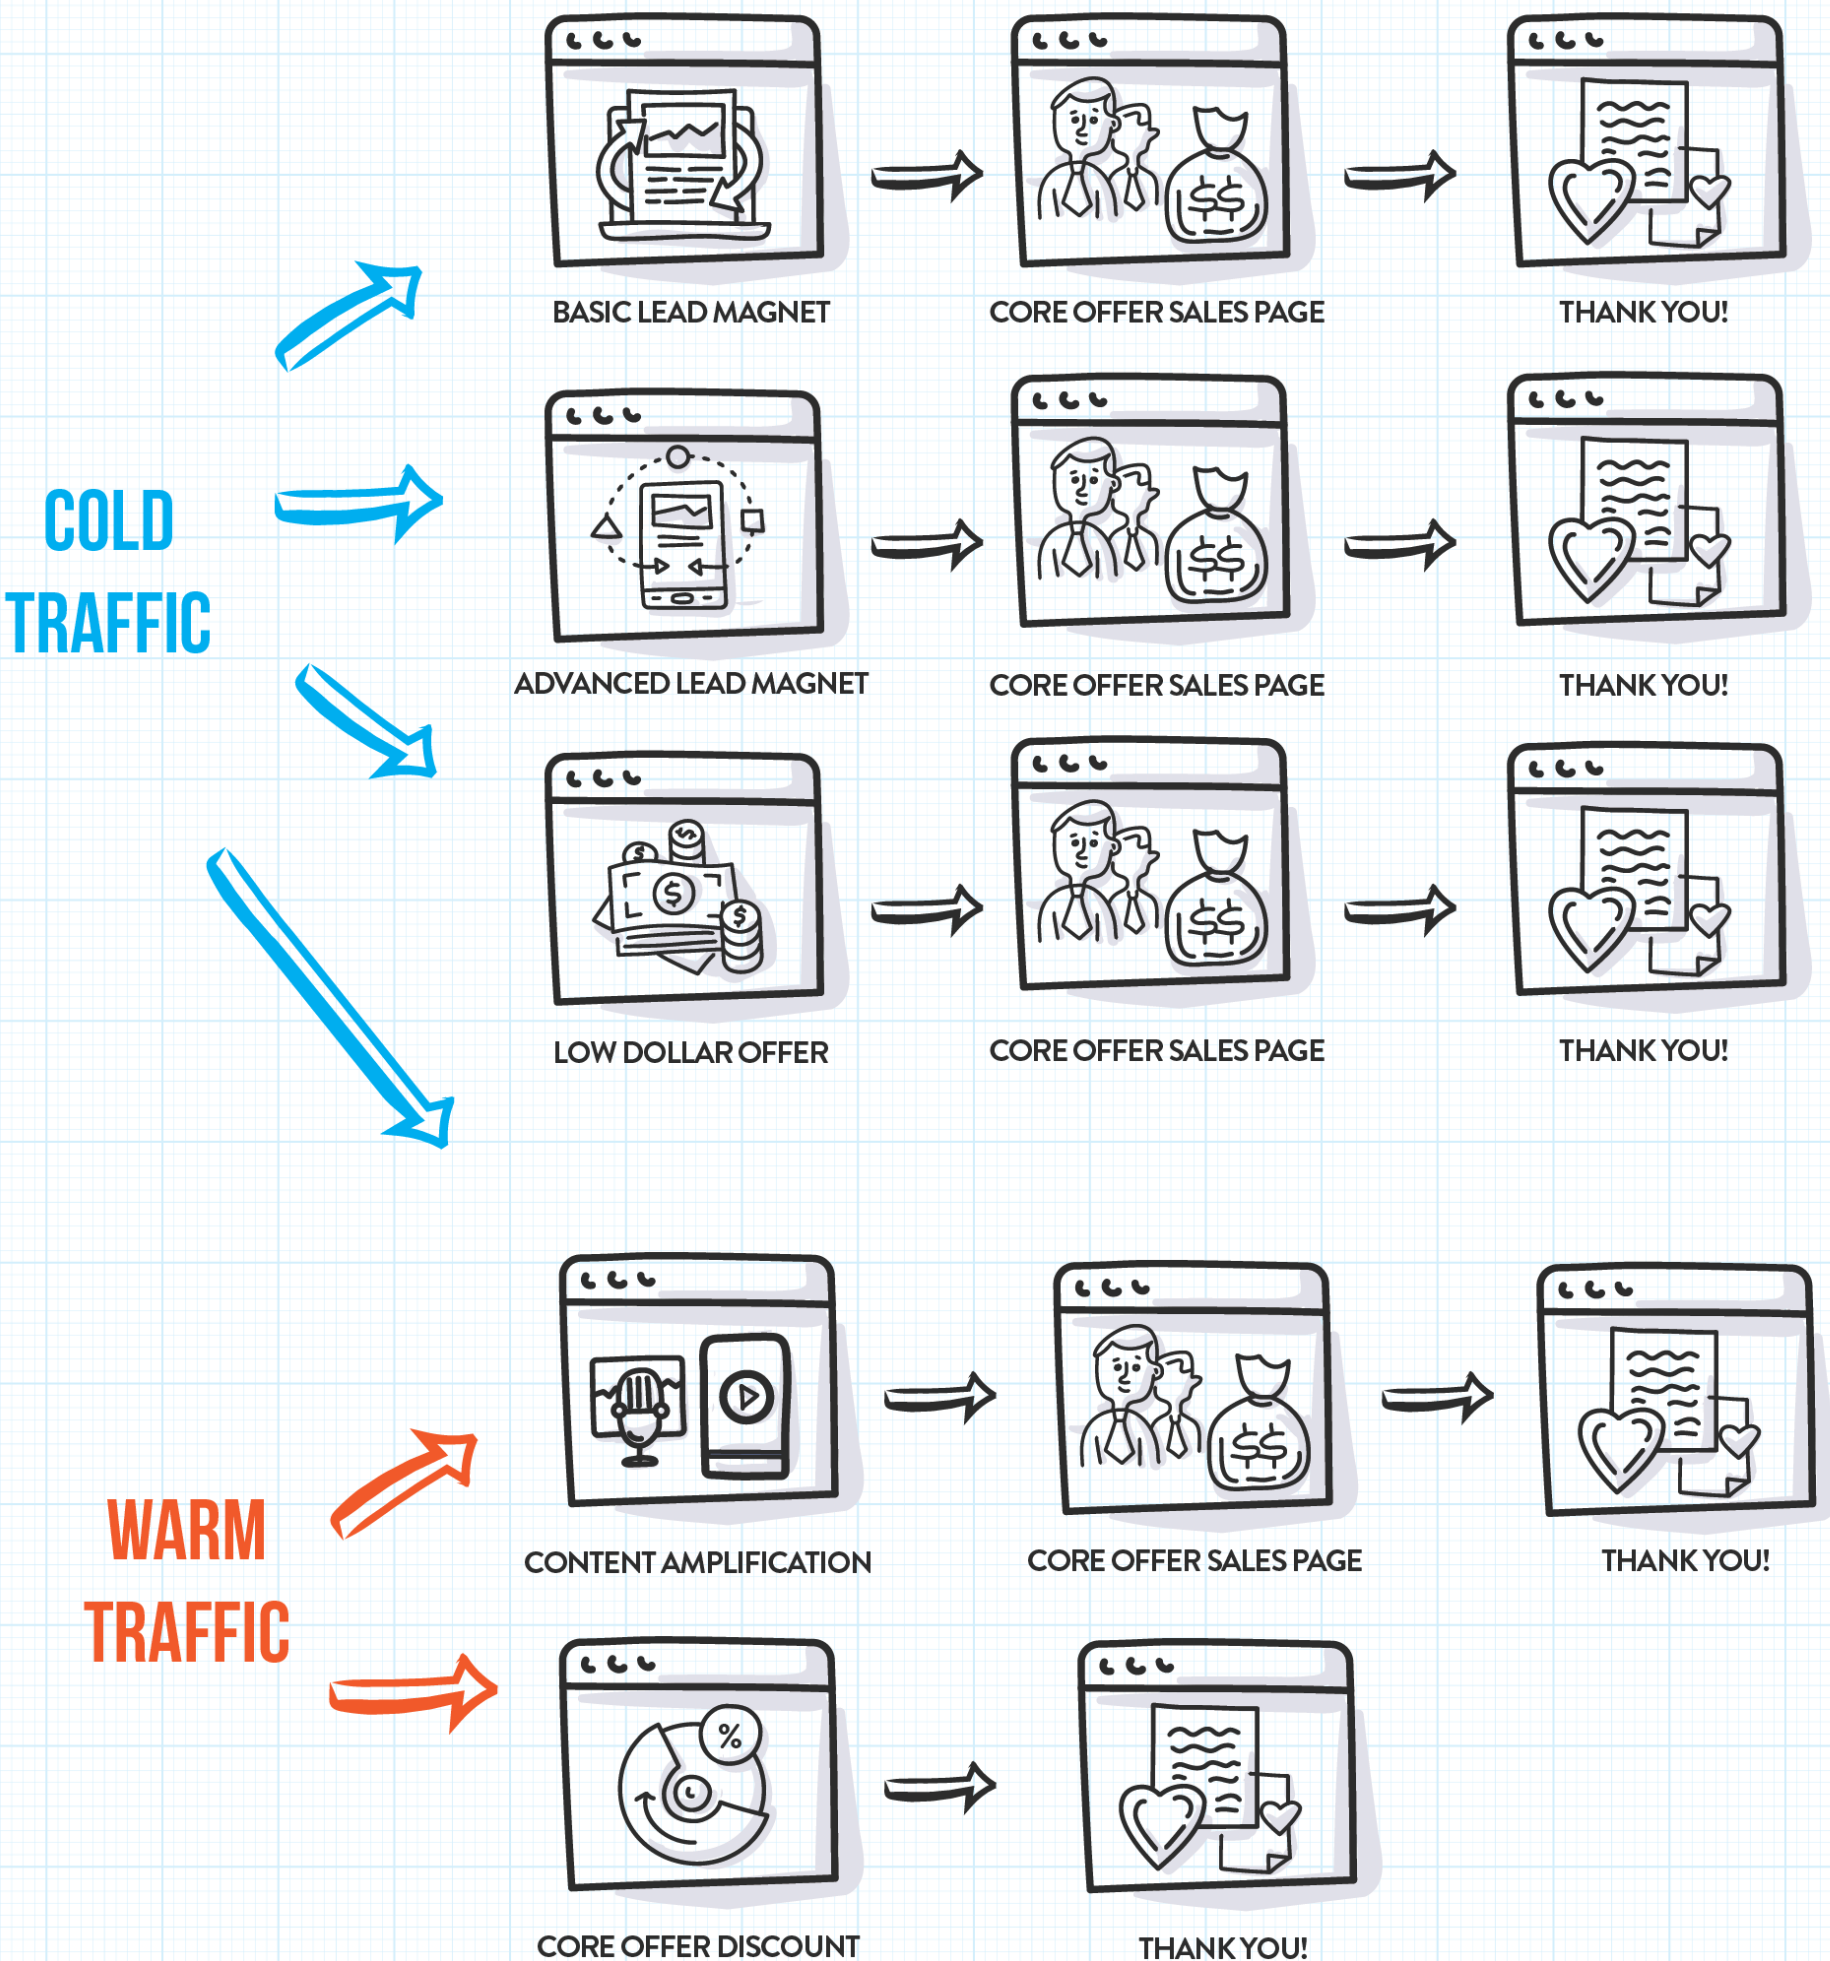 BASIC LEAD MAGNET
CORE OFFER SALES PAGE
THANK YOU!
COLD
TRAFFIC
ADVANCED LEAD MAGNET
CORE OFFER SALES PAGE
THANK YOU!
LOW DOLLAR OFFER
CORE OFFER SALES PAGE
THANK YOU!
WARM
TRAFFIC
CONTENT AMPLIFICATION
CORE OFFER SALES PAGE
THANK YOU!
%
CORE OFFER DISCOUNT
THANK YOU!